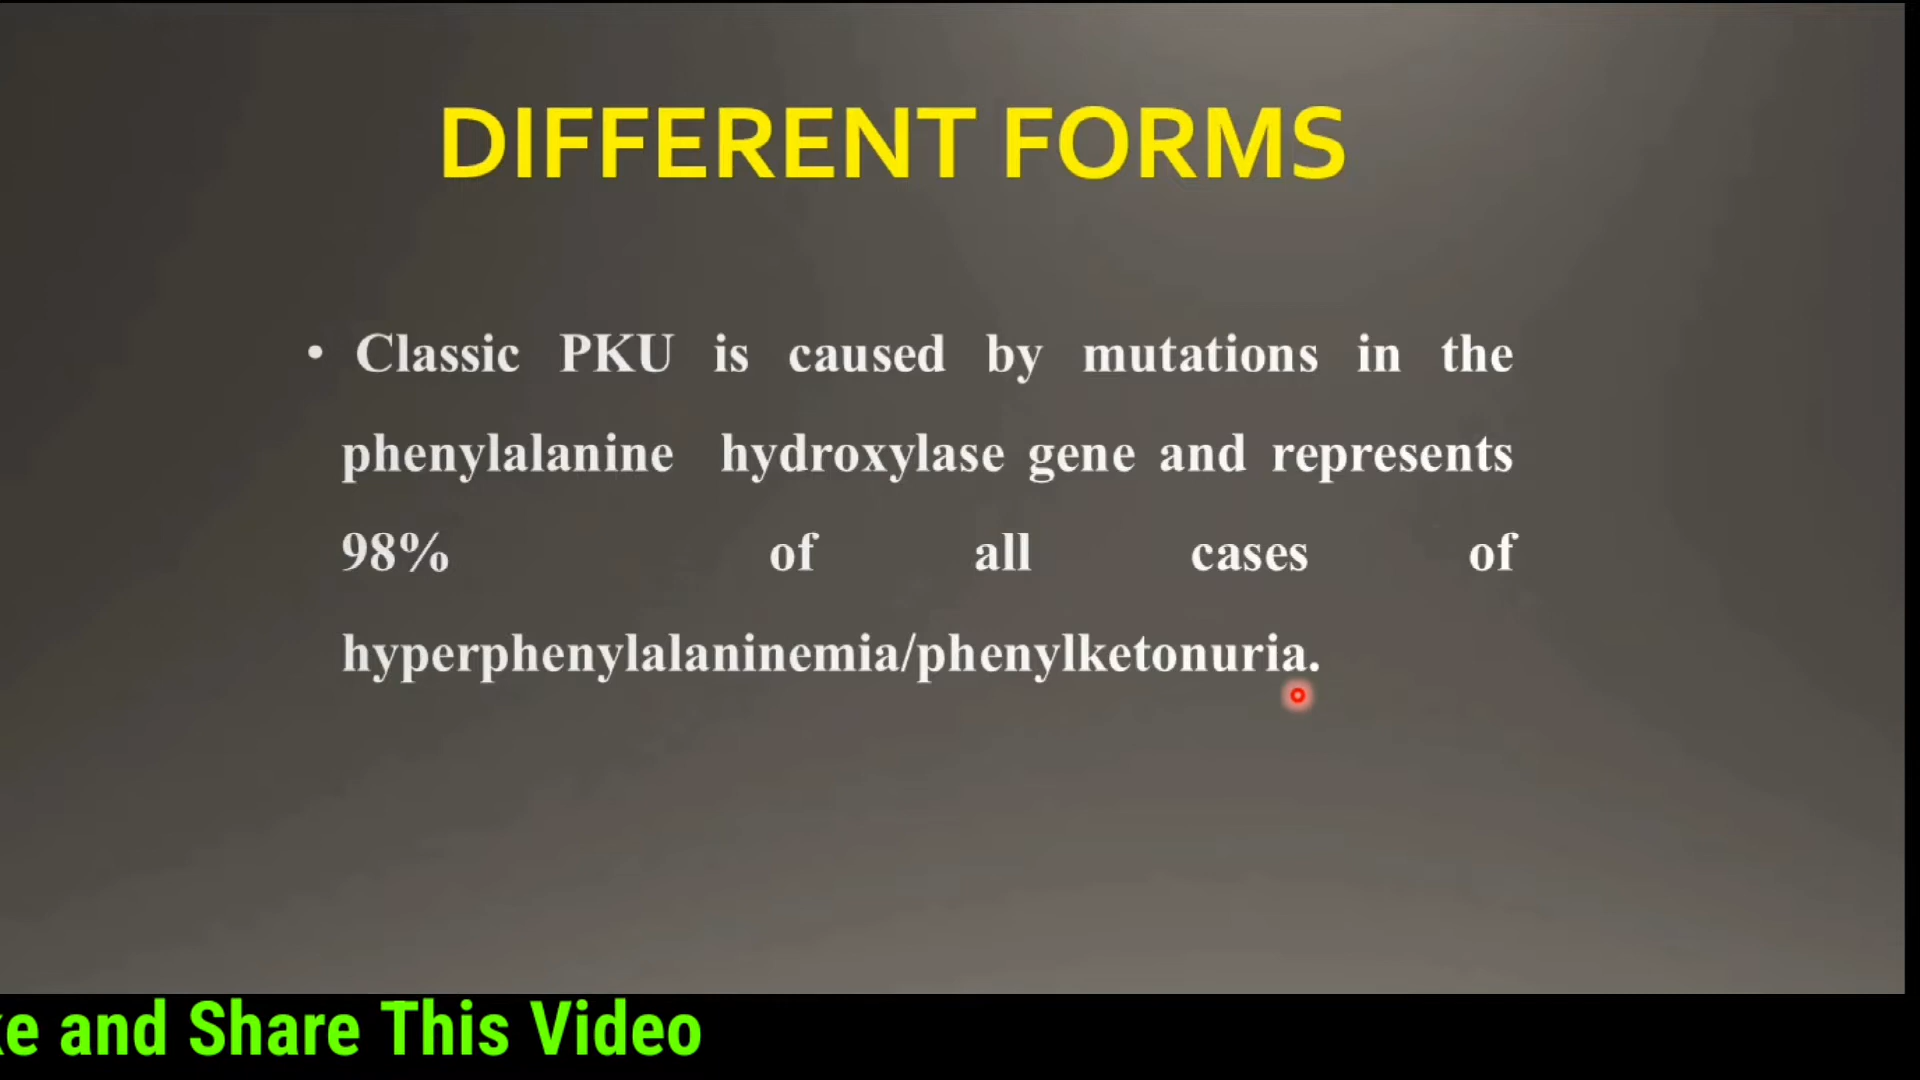 DIFFERENT FORMS
• Classic PKU is caused by mutations in the
phenylalanine hydroxylase gene and represents
98% of all cases of
hyperphenylalaninemia/phenylketonuria.
and Share This Video